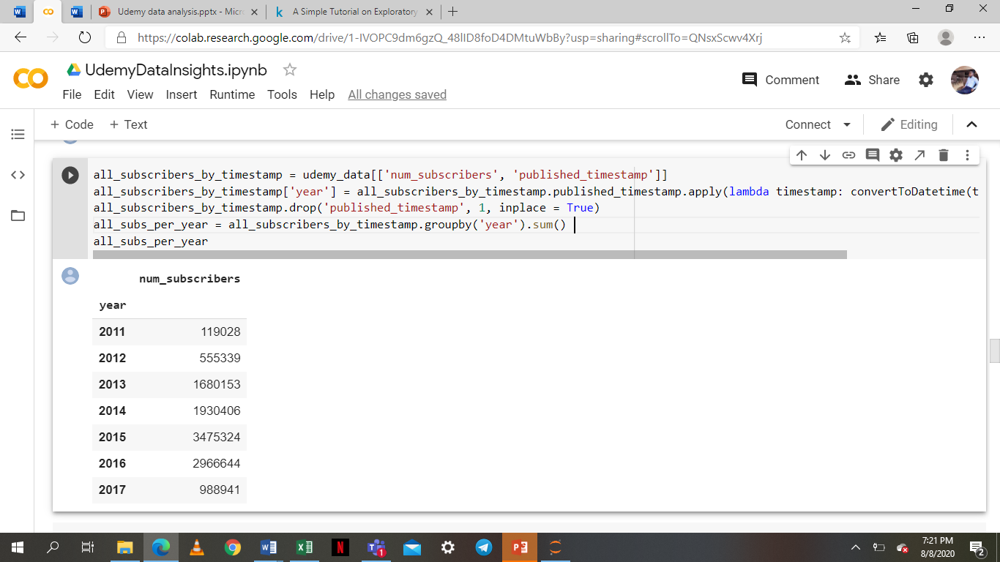 Udemy data analysis.pptx - Micr
A Simple Tutorial on Exploratory
https://colab.research.google.com/drive/1-IVOPC9dm6gzQ_48lID8foD4DMtuWbBy?usp=sharing#scrollTo=QNsxScwv4Xrj
UdemyDataInsights.ipynb
Comment
Share
File Edit View Insert Runtime Tools Help All changes saved
+ Code + Text
Connect
Editing
all_subscribers_by_timestamp = udemy_data[['num_subscribers', 'published_timestamp']]
all_subscribers_by_timestamp['year'] = all_subscribers_by_timestamp.published_timestamp.apply(lambda timestamp: convertToDatetime(t
all_subscribers_by_timestamp.drop('published_timestamp', 1, inplace = True)
all_subs_per_year = all_subscribers_by_timestamp.groupby('year').sum()
all_subs_per_year
num_subscribers
year
2011 119028
2012 555339
2013 1680153
2014 1930406
2015 3475324
2016 2966644
2017 988941
7:21 PM
8/8/2020